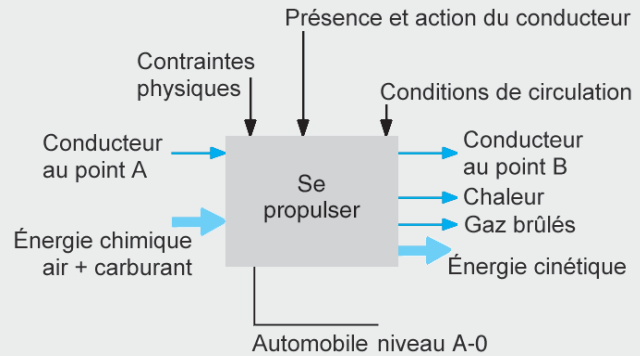 Présence et action du conducteur
Contraintes
physiques
Conditions de circulation
Conducteur
au point A
Se
propulser
Conducteur
au point B
Chaleur
Gaz brûlés
Énergie chimique
air + carburant
Énergie cinétique
Automobile niveau A-0